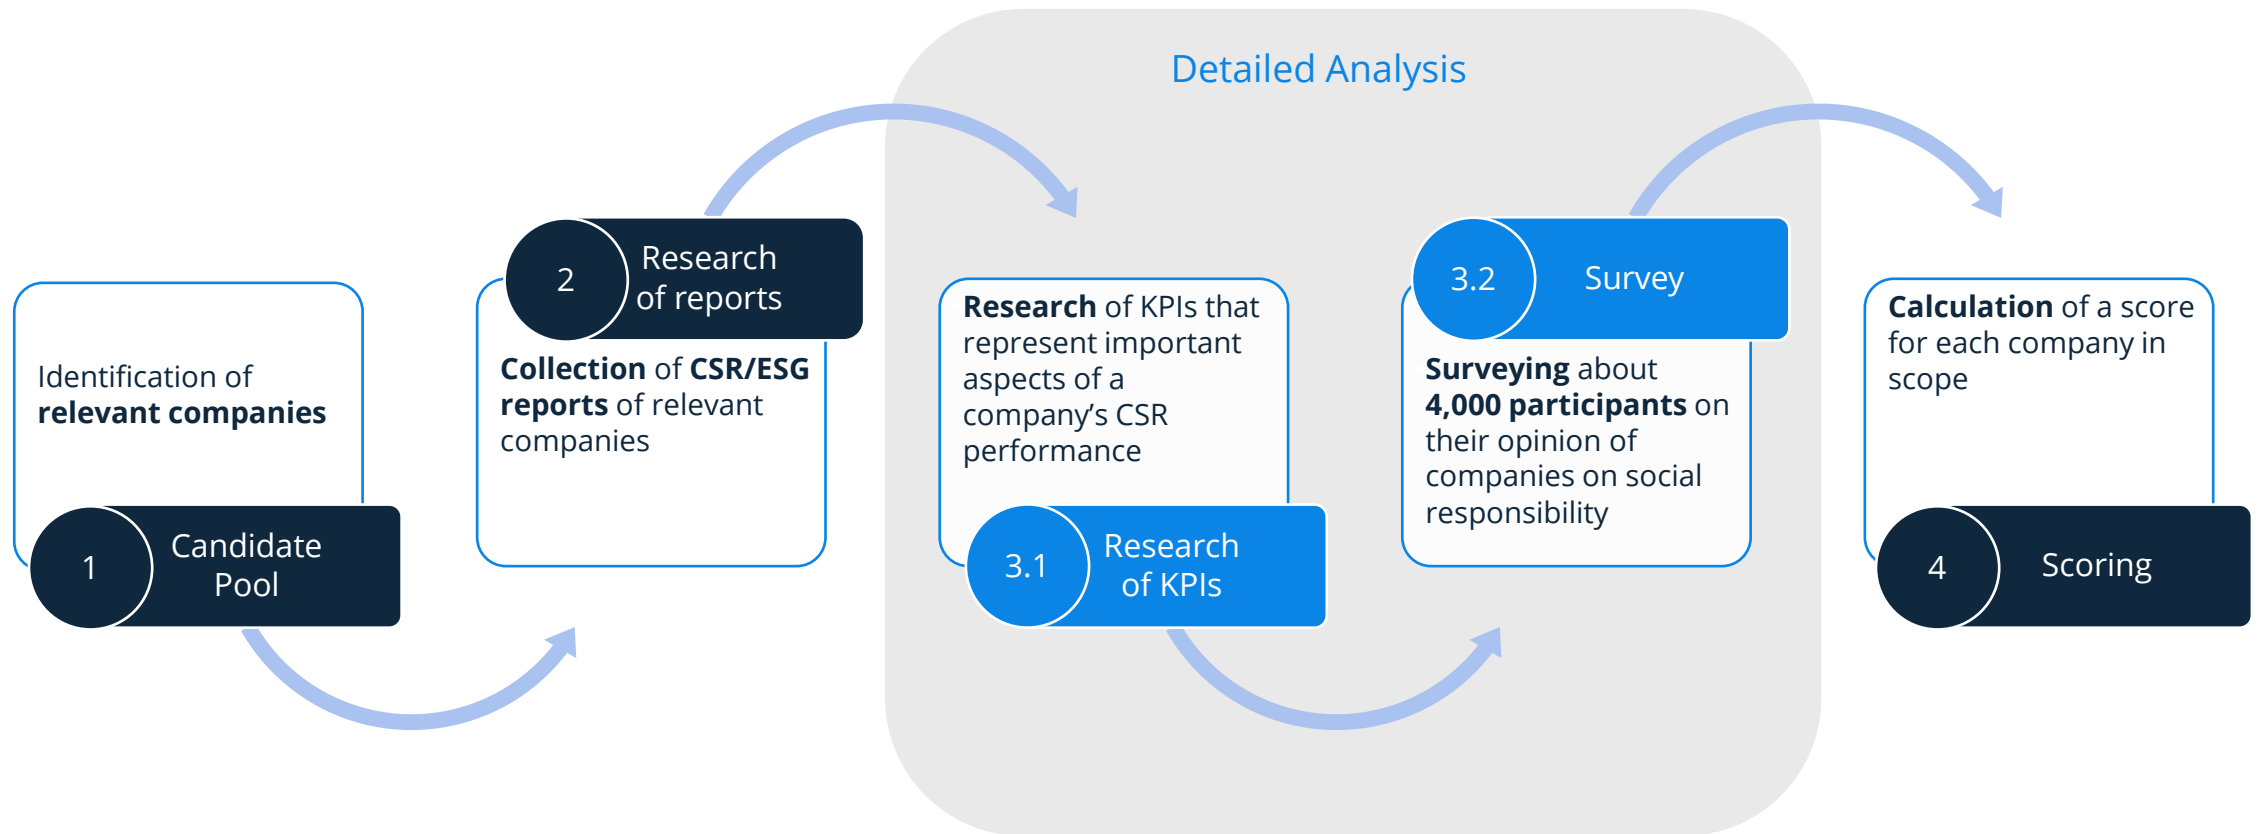 Detailed Analysis
Identification of
relevant companies
1
Candidate
Pool
2
Research
of reports
Collection of CSR/ESG
reports of relevant
companies
Research of KPIs that
represent important
aspects of a
company’s CSR
performance
3.1
Research
of KPIs
3.2
Survey
Surveying about
4,000 participants on
their opinion of
companies on social
responsibility
Calculation of a score
for each company in
scope
4
Scoring